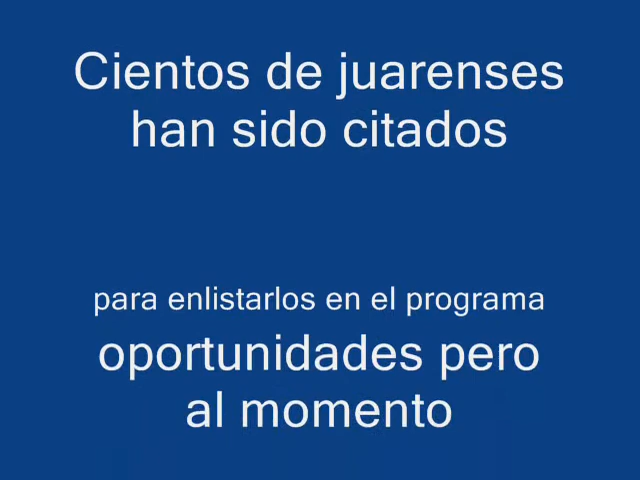 Cientos de juarenses
han sido citados
para enlistarlos en el programa
oportunidades pero
al momento